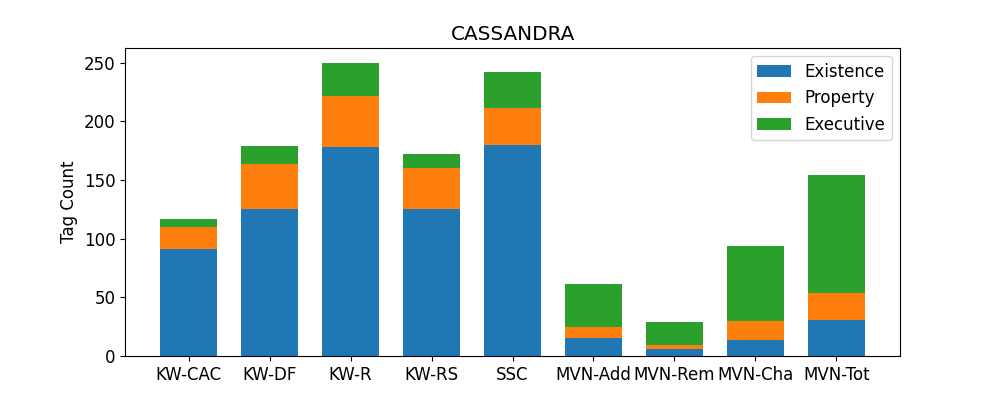 CASSANDRA
Tag Count
250
200
150
100
50
0
Existence
Property
Executive
KW-CAC KW-DF KW-R KW-RS SSC MVN-Add MVN-Rem MVN-Cha MVN-Tot